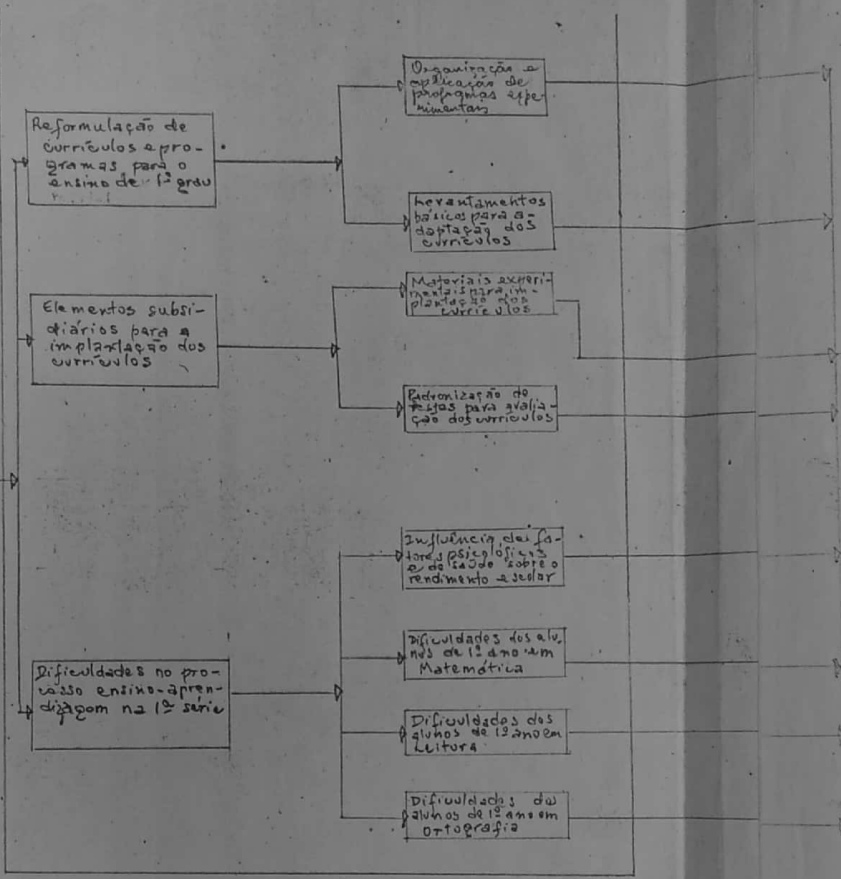 Reformulação de
currículos e pro-
gramas para o
ensino de 1º grau
Organização e
aplicação de
programas expe-
rimentais
Levantamentos
básicos para a-
daptação dos
currículos
Elementos subsi-
diários para a
implantação dos
currículos
Materiais experi-
mentais para im-
plantação dos
currículos
Padronização de
testes para avalia-
ção dos currículos
Dificuldades no pro-
cesso ensino-apren-
dizagem na 1ª série
Influência de fa-
tores psicológicos
e de saúde sobre o
rendimento escolar
Dificuldades dos alu-
nos de 1º ano em
Matemática
Dificuldades dos
alunos de 1º ano em
Leitura
Dificuldades dos
alunos de 1º ano em
Ortografia